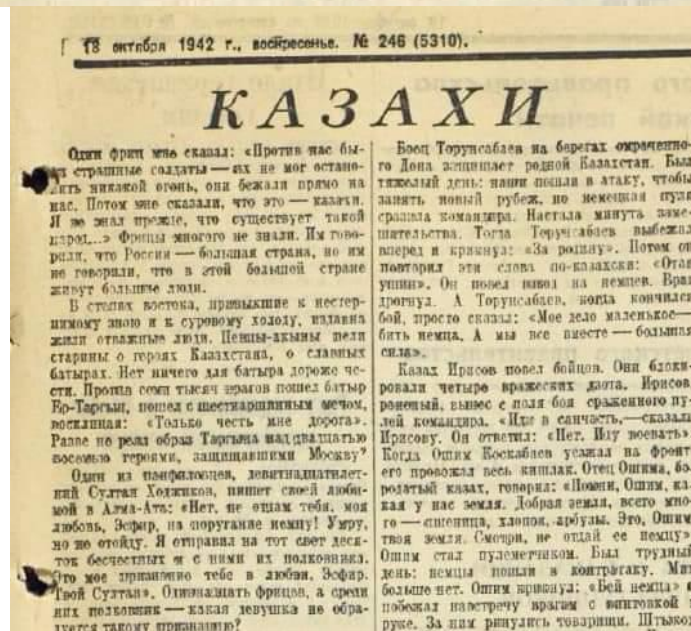 18 октября 1942 г., воскресенье. № 246 (5310).
КАЗАХИ
Один фриц мне сказал: «Против нас бы-
страшные солдаты — их не мог остано-
вить никакой огонь, они бежали прямо на
нас. Потом мне сказали, что это — казахи.
Я не знал прежде, что существует такой
народ...» Фрицы многого не знали. Им гово-
рили, что Россия — большая страна, но им
не говорили, что в этой большой стране
живут большие люди.
В степях востока, привыкшие к нестер-
пимому зною и к суровому холоду, издавна
жили отважные люди. Певцы-акыны пели
старины о героях Казахстана, о славных
батырах. Нет ничего для батыра дороже че-
сти. Против семи тысяч врагов пошел батыр
Ер-Таргын, пошел с шестиаршинным мечом,
восклицая: «Только честь мне дорога».
Разве не реял образ Таргына над двадцатью
восемью героями, защищавшими Москву?
Один из панфиловцев, девятнадцатилет-
ний Султан Ходжиков, пишет своей люби-
мой в Алма-Ата: «Нет, не отдам тебя, моя
любовь, Эсфир, на поругание немцу! Умру,
но не отойду. Я отправил на тот свет деся-
ток бесчестных и с ними их полковника.
Это мое признание тебе в любви, Эсфир.
Твой Султан». Одиннадцать фрицев, а среди
них полковник — какая девушка не обра-
дуется такому признанию?
Боец Торунсабаев на берегах омраченно-
го Дона защищает родной Казахстан. Был
тяжелый день: наши пошли в атаку, чтобы
занять новый рубеж, но немецкая пуля
сразила командира. Настала минута заме-
шательства. Тогда Торунсабаев выбежал
вперед и крикнул: «За родину». Потом он
повторил эти слова по-казахски: «Отан
ушин». Он повел взвод на немцев. Враг
дрогнул. А Торунсабаев, когда кончился
бой, просто сказал: «Мое дело маленькое —
бить немца. А мы все вместе — большая
сила».
Казах Ирисов повел бойцов. Они блоки-
ровали четыре вражеских дзота. Ирисов
раненый, вынес с поля боя сраженного пу-
лей командира. «Иди в санчасть, — сказали
Ирисову. Он ответил: «Нет. Иду воевать».
Когда Ошим Коскабаев уезжал на фронт
его провожал весь кишлак. Отец Ошима, бо-
родатый казах, говорил: «Помни, Ошим, ка-
кая у нас земля. Добрая земля, всего мно-
го — пшеница, хлопок, арбузы. Это, Ошим
твоя земля. Смотри, не отдай ее немцу»
Ошим стал пулеметчиком. Был трудный
день: немцы пошли в контратаку. Мин
больше нет. Ошим крикнул: «Бей немца» и
побежал навстречу врагам с винтовкой в
руке. За ним ринулись товарищи. Штыком